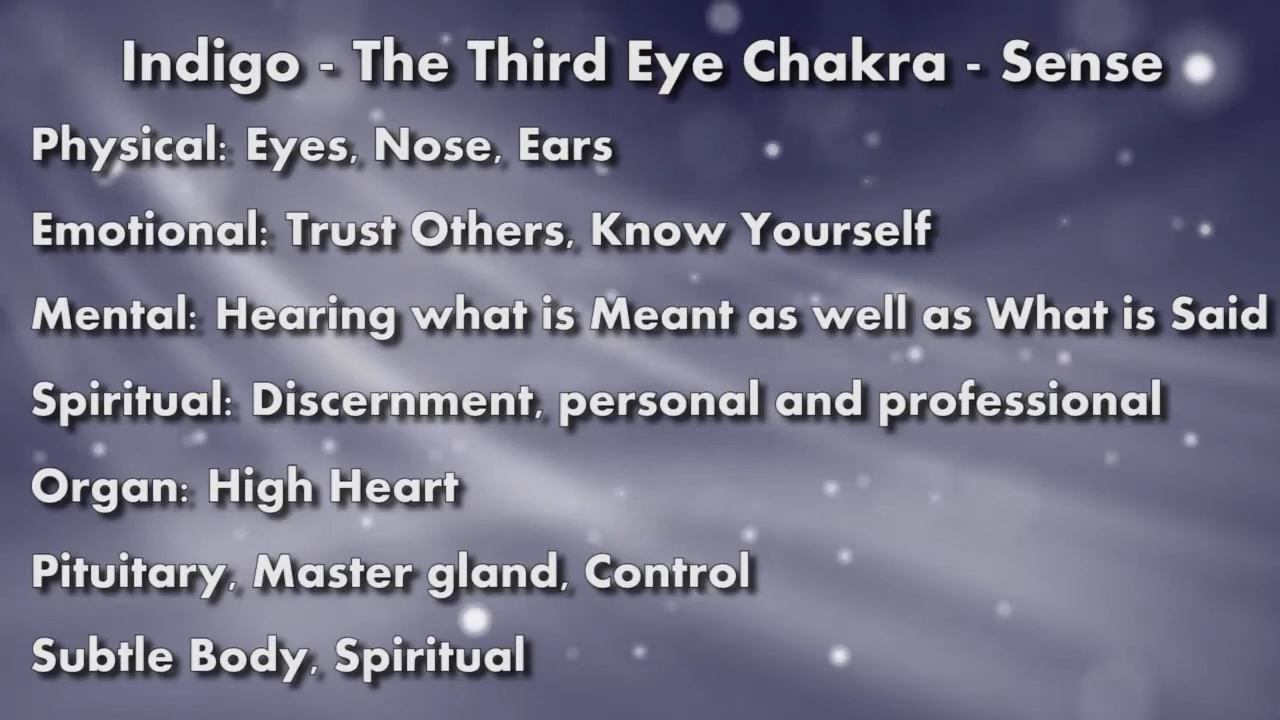 Indigo - The Third Eye Chakra - Sense
Physical: Eyes, Nose, Ears
Emotional: Trust Others, Know Yourself
Mental: Hearing what is Meant as well as What is Said
Spiritual: Discernment, personal and professional
Organ: High Heart
Pituitary, Master gland, Control
Subtle Body, Spiritual